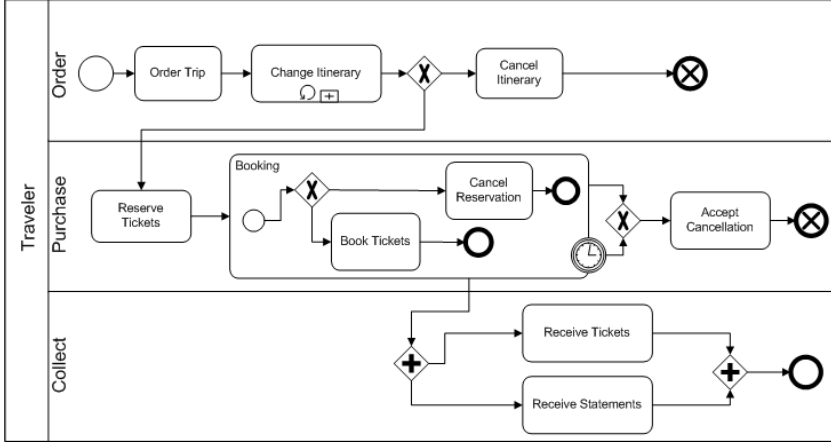 Traveler
Order
Order Trip
Change Itinerary
Cancel
Itinerary
Purchase
Reserve
Tickets
Booking
Cancel
Reservation
Book Tickets
Accept
Cancellation
Collect
Receive Tickets
Receive Statements